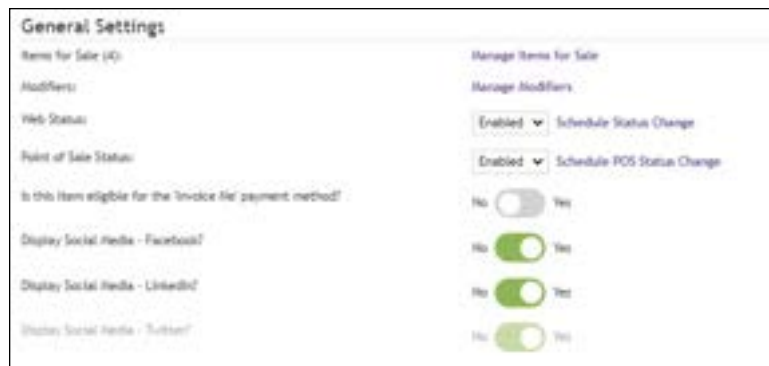 General Settings
Items for Sale (4): Manage Items for Sale
Modifiers: Manage Modifiers
Web Status: Enabled Schedule Status Change
Point of Sale Status: Enabled Schedule POS Status Change
Is this item eligible for the 'Invoice Me' payment method? No Yes
Display Social Media - Facebook? No Yes
Display Social Media - LinkedIn? No Yes
Display Social Media - Twitter? No Yes